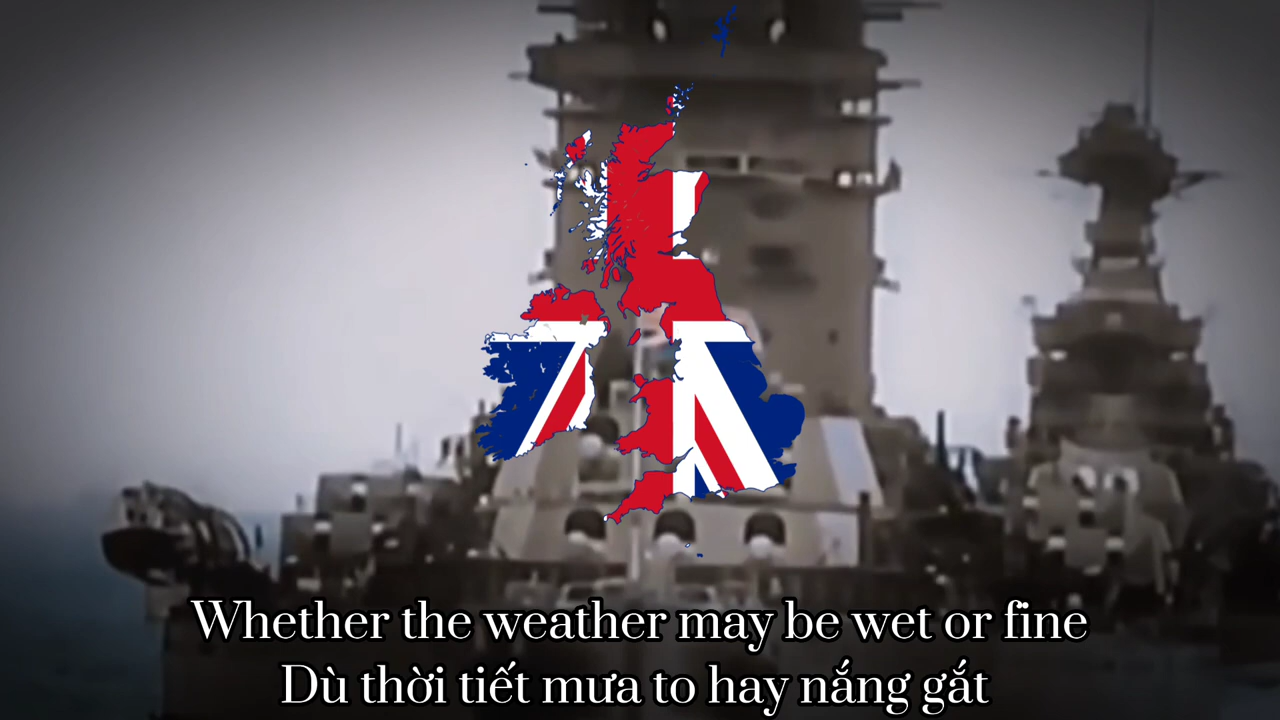 Whether the weather may be wet or fine
Dù thời tiết mưa to hay nắng gắt